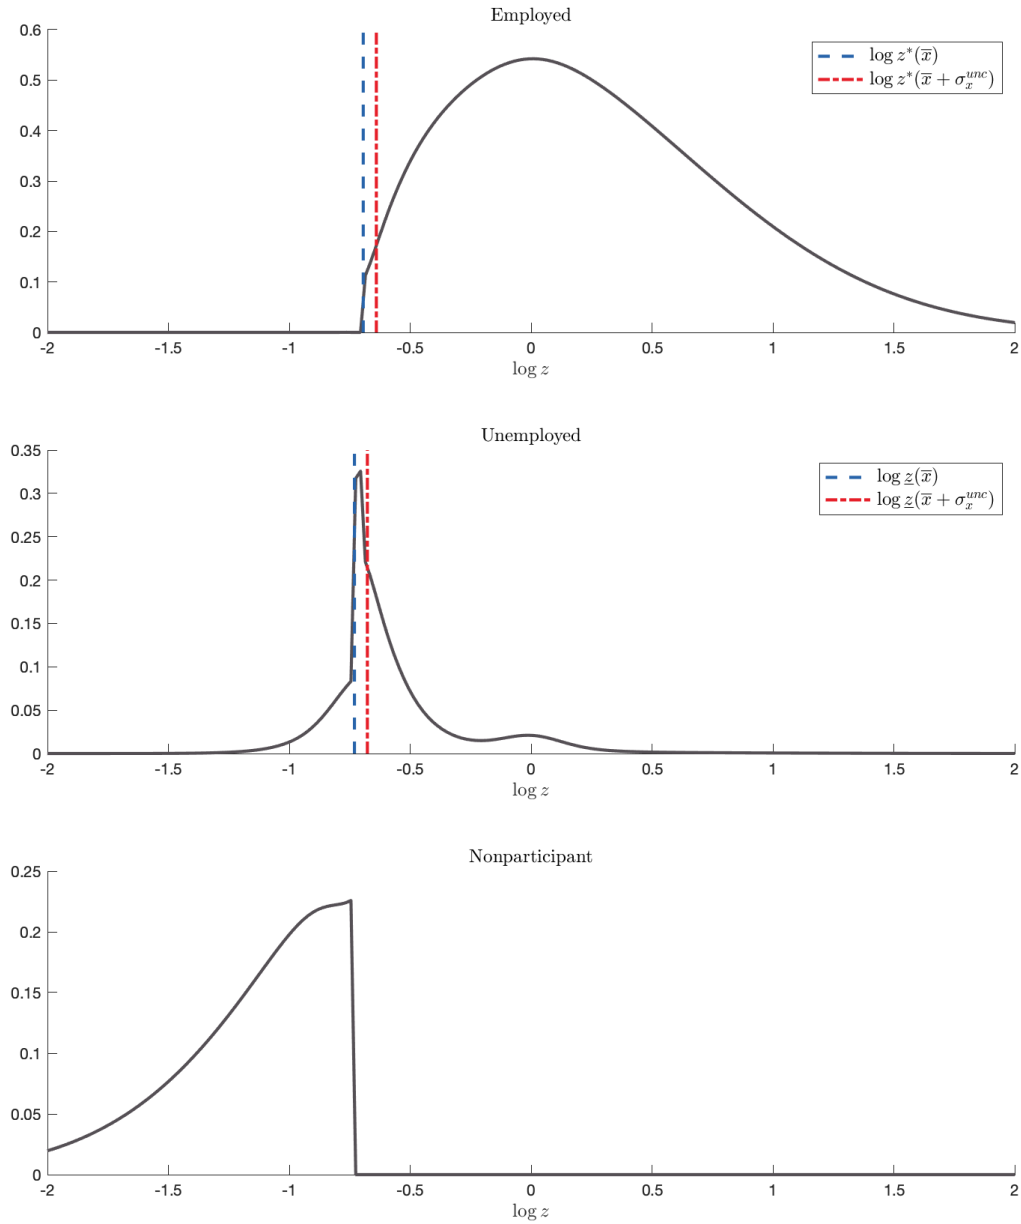 Employed
0.6
0.5
0.4
0.3
0.2
0.1
0
-2 -1.5 -1 -0.5 0 0.5 1 1.5 2
log z
log z*(x̅)
log z*(x̅ + σₓᵘⁿᶜ)
Unemployed
0.35
0.3
0.25
0.2
0.15
0.1
0.05
0
-2 -1.5 -1 -0.5 0 0.5 1 1.5 2
log z
log z̲(x̅)
log z̲(x̅ + σₓᵘⁿᶜ)
Nonparticipant
0.25
0.2
0.15
0.1
0.05
0
-2 -1.5 -1 -0.5 0 0.5 1 1.5 2
log z